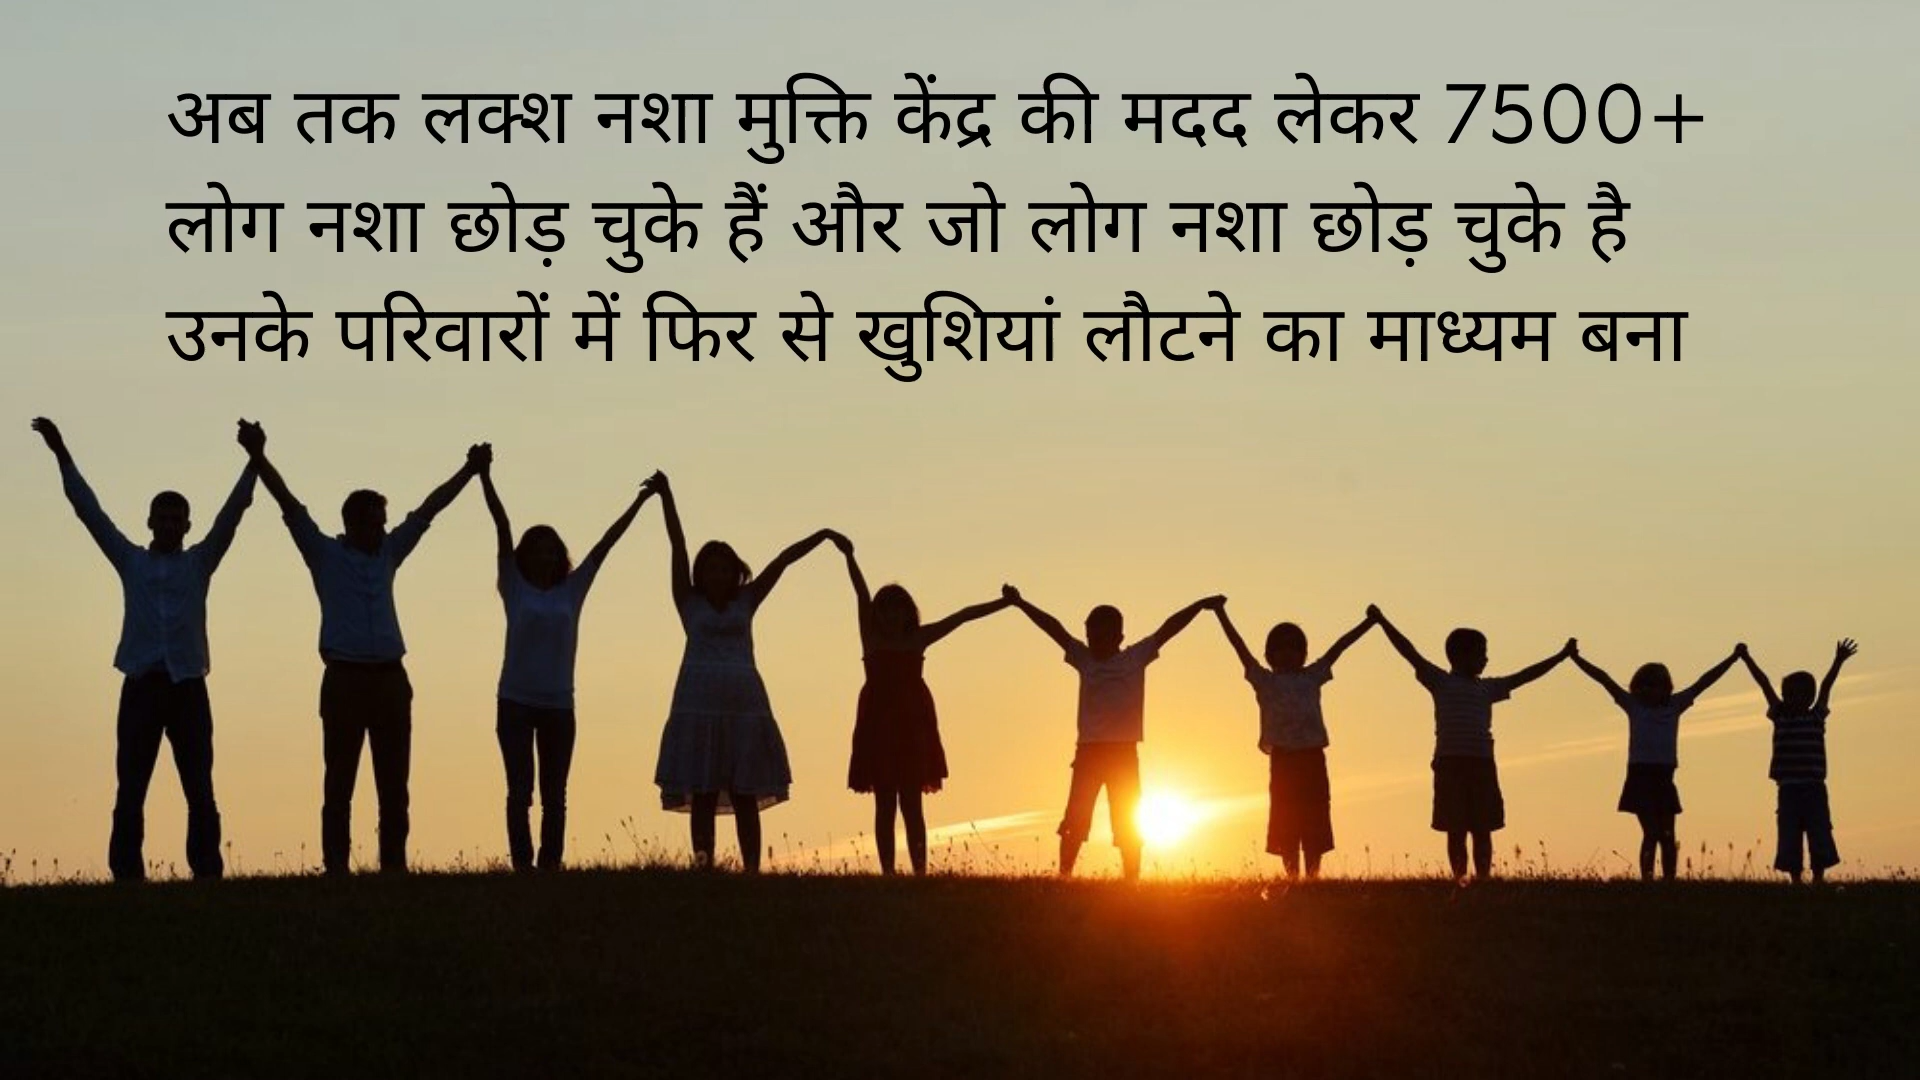 अब तक लक्श नशा मुक्ति केंद्र की मदद लेकर 7500+
लोग नशा छोड़ चुके हैं और जो लोग नशा छोड़ चुके है
उनके परिवारों में फिर से खुशियां लौटने का माध्यम बना